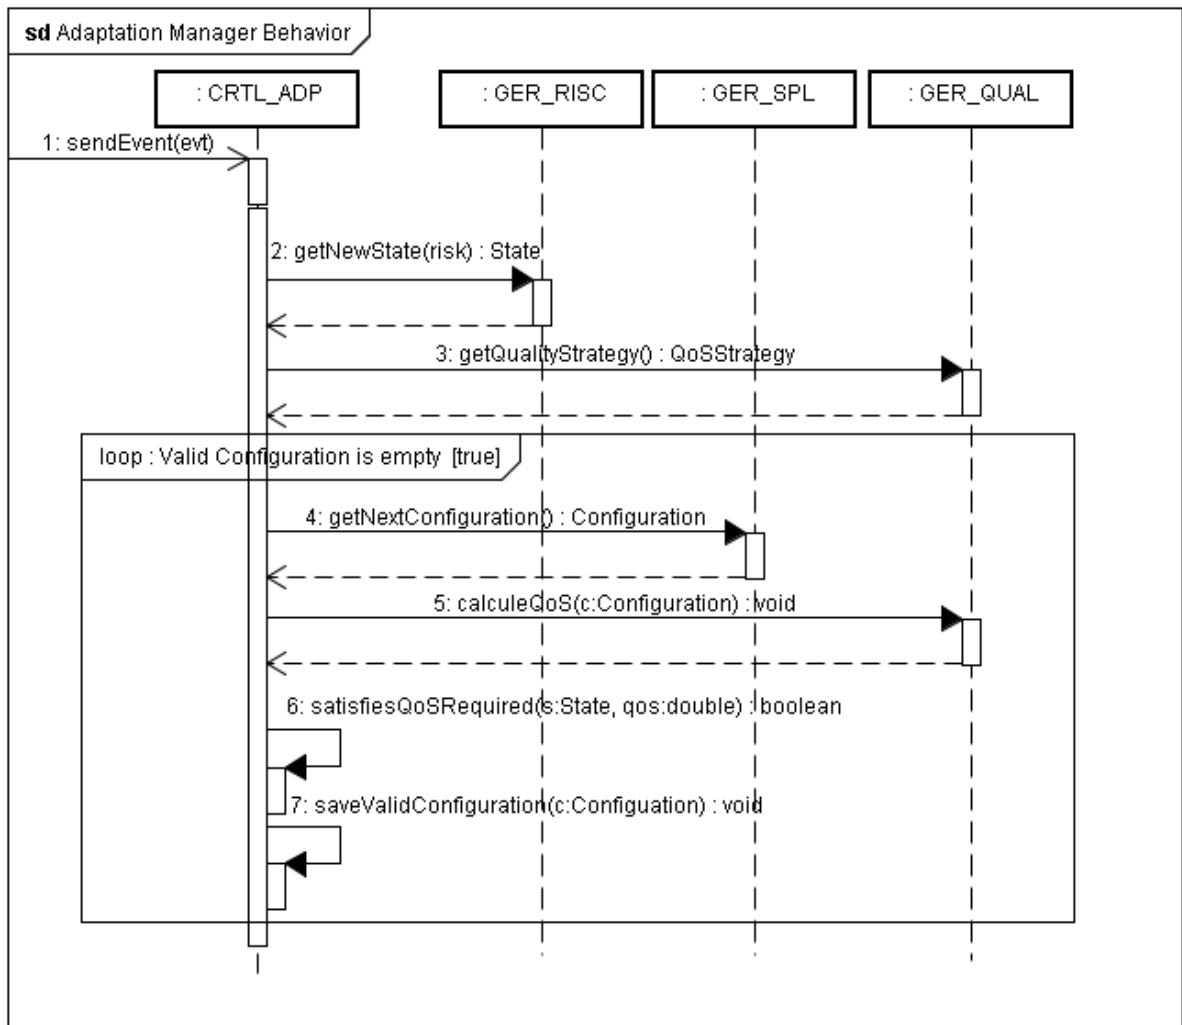 sd Adaptation Manager Behavior
: CRTL_ADP
: GER_RISC
: GER_SPL
: GER_QUAL
1: sendEvent(evt)
2: getNewState(risk) : State
3: getQualityStrategy() : QoSStrategy
loop : Valid Configuration is empty [true]
4: getNextConfiguration() : Configuration
5: calculeQoS(c:Configuration) : void
6: satisfiesQoSRequired(s:State, qos:double) : boolean
7: saveValidConfiguration(c:Configuation) : void